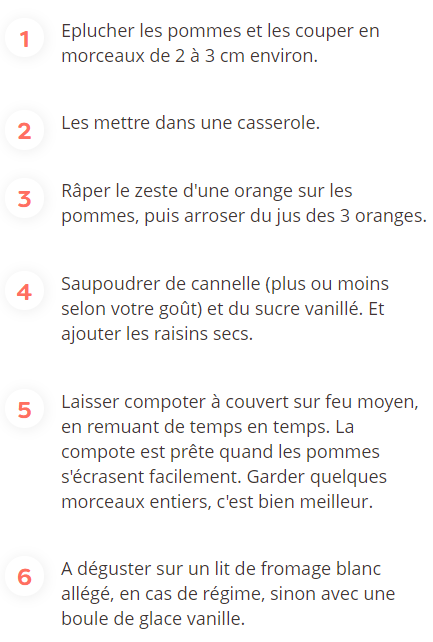 1
Eplucher les pommes et les couper en
morceaux de 2 à 3 cm environ.
2
Les mettre dans une casserole.
3
Râper le zeste d'une orange sur les
pommes, puis arroser du jus des 3 oranges.
4
Saupoudrer de cannelle (plus ou moins
selon votre goût) et du sucre vanillé. Et
ajouter les raisins secs.
5
Laisser compoter à couvert sur feu moyen,
en remuant de temps en temps. La
compote est prête quand les pommes
s'écrasent facilement. Garder quelques
morceaux entiers, c'est bien meilleur.
6
A déguster sur un lit de fromage blanc
allégé, en cas de régime, sinon avec une
boule de glace vanille.